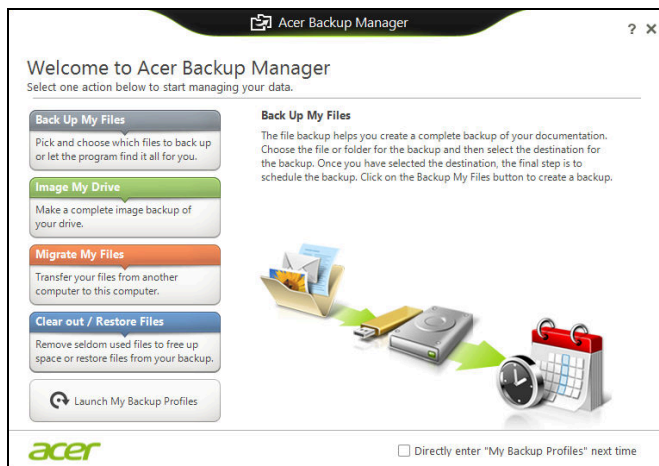 Acer Backup Manager
? X
Welcome to Acer Backup Manager
Select one action below to start managing your data.
Back Up My Files
Pick and choose which files to back up
or let the program find it all for you.
Image My Drive
Make a complete image backup of
your drive.
Migrate My Files
Transfer your files from another
computer to this computer.
Clear out / Restore Files
Remove seldom used files to free up
space or restore files from your backup.
Launch My Backup Profiles
Back Up My Files
The file backup helps you create a complete backup of your documentation.
Choose the file or folder for the backup and then select the destination for
the backup. Once you have selected the destination, the final step is to
schedule the backup. Click on the Backup My Files button to create a backup.
acer
Directly enter "My Backup Profiles" next time